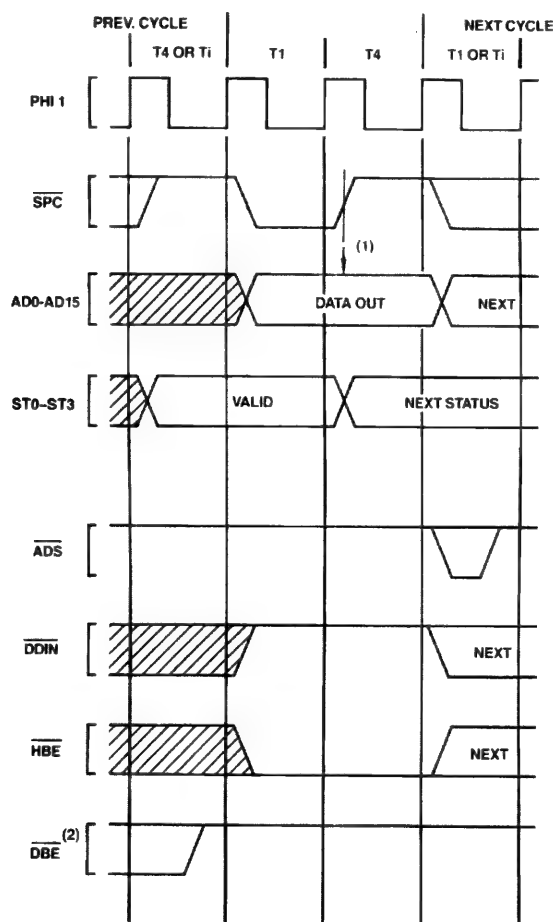 PREV. CYCLE NEXT CYCLE
T4 OR Ti T1 T4 T1 OR Ti
PHI 1
SPC
(1)
AD0-AD15 DATA OUT NEXT
ST0–ST3 VALID NEXT STATUS
ADS
DDIN NEXT
HBE NEXT
DBE (2)